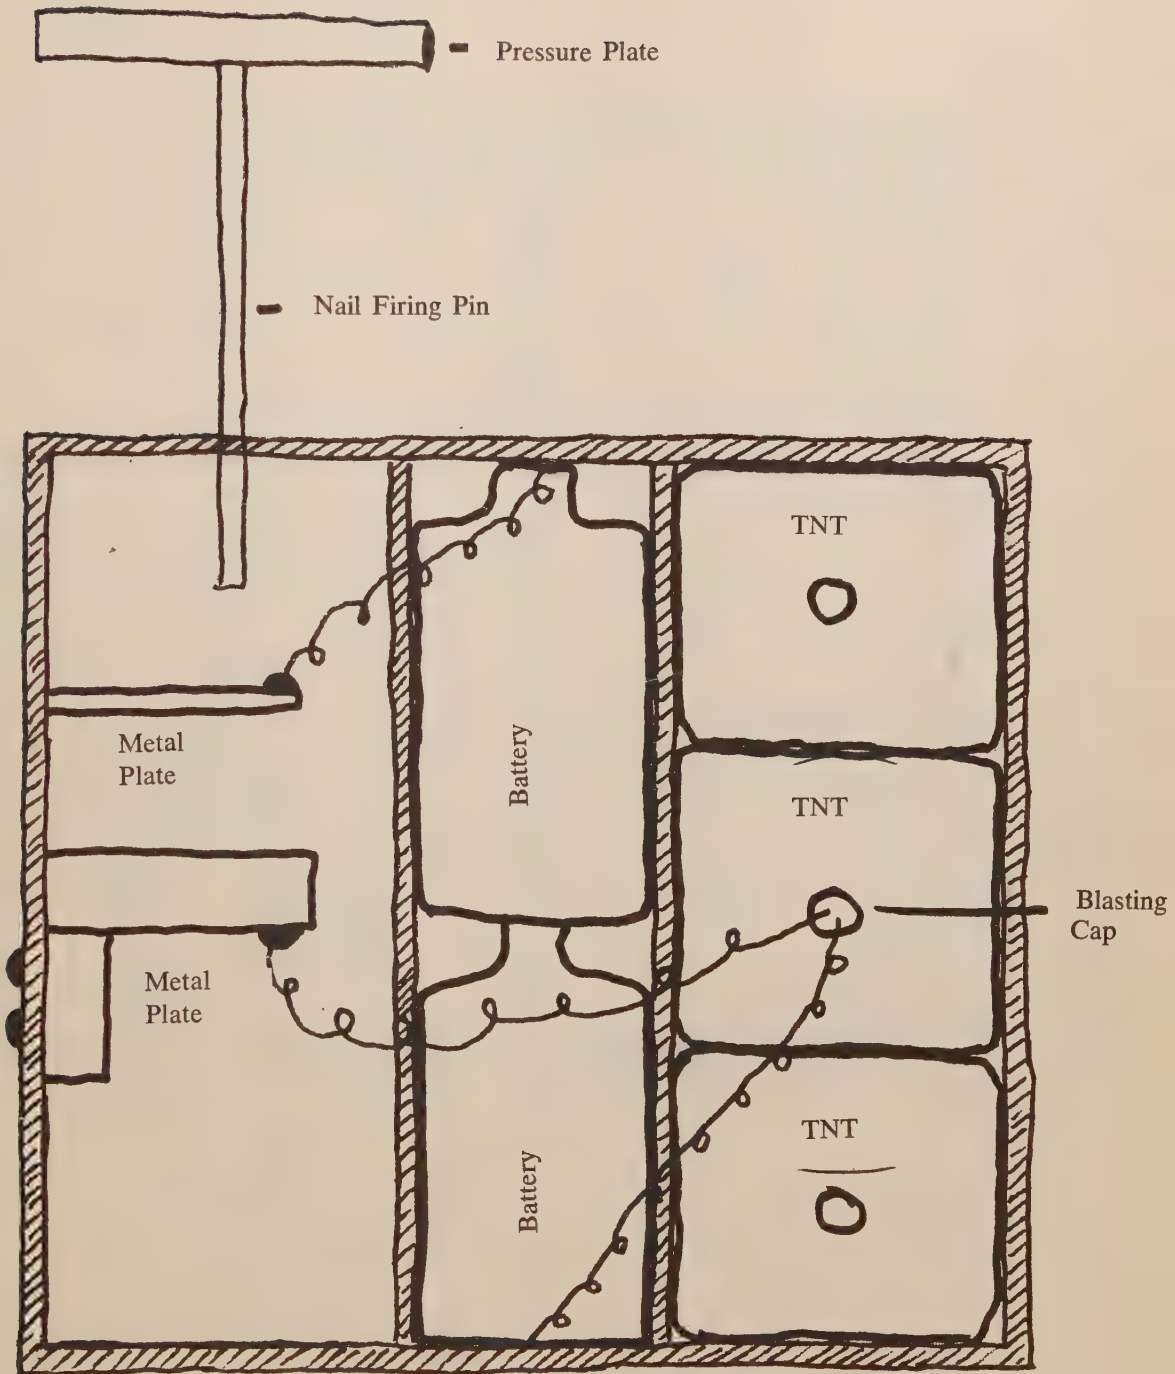 Pressure Plate
Nail Firing Pin
TNT
Metal
Plate
Battery
TNT
Blasting
Cap
Metal
Plate
TNT
Battery